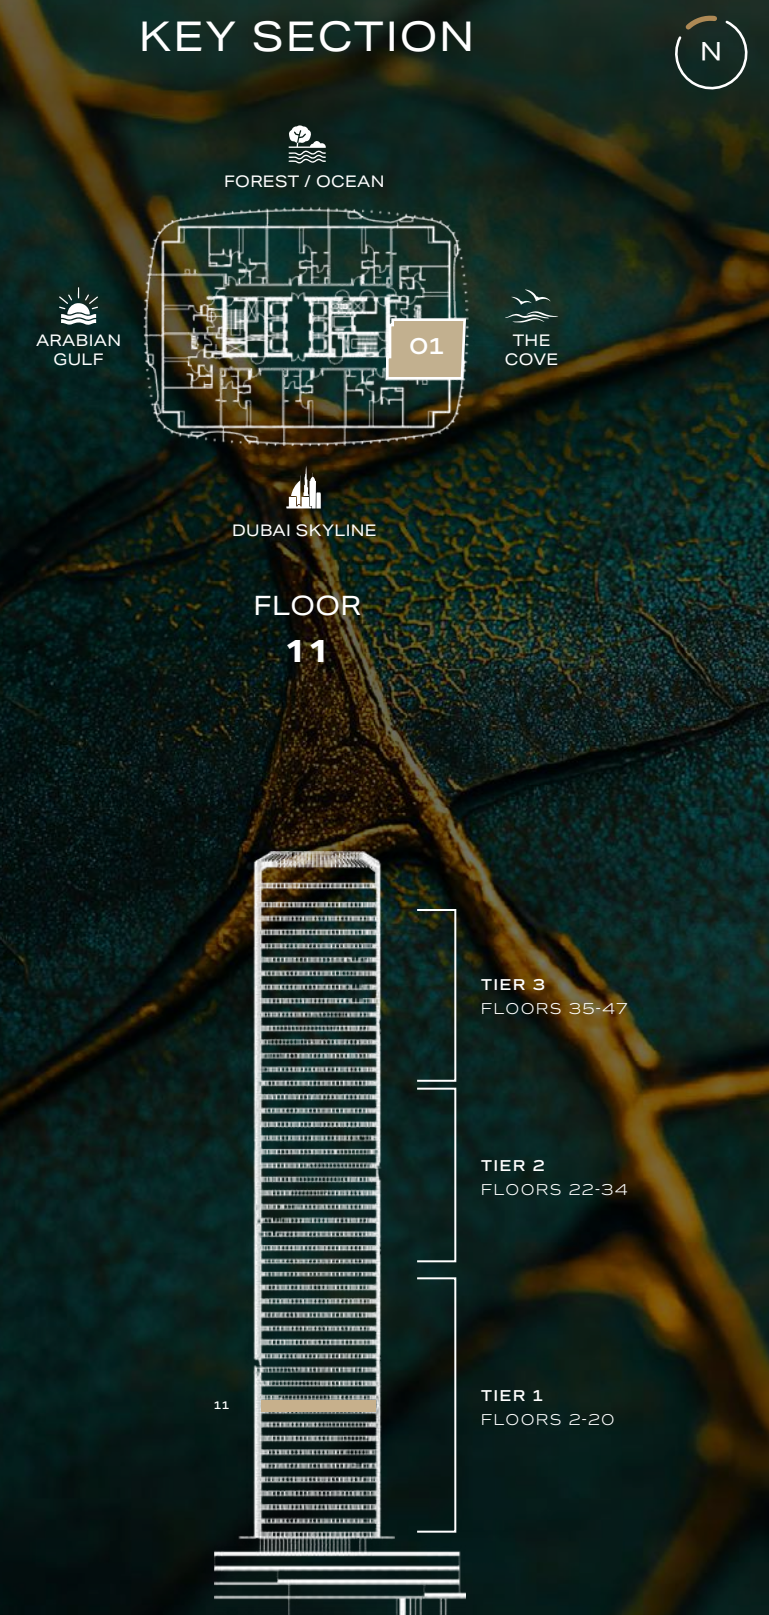 KEY SECTION
N
FOREST / OCEAN
ARABIAN
GULF
01
THE
COVE
DUBAI SKYLINE
FLOOR
11
TIER 3
FLOORS 35-47
TIER 2
FLOORS 22-34
11
TIER 1
FLOORS 2-20